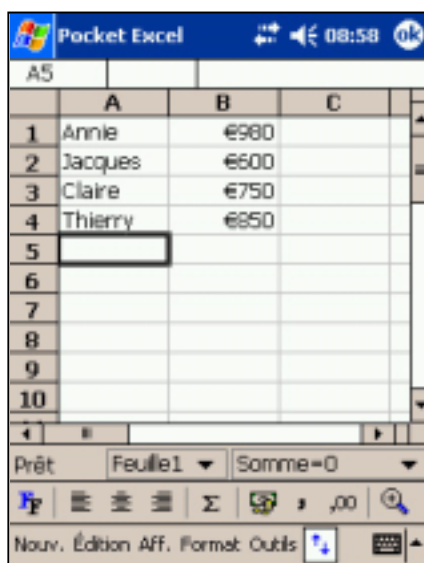 Pocket Excel 08:58 ok
A5
A B C
1 Annie €980
2 Jacques €600
3 Claire €750
4 Thierry €850
5
6
7
8
9
10
Prêt Feuille1 Somme=0
FF Σ , ,00
Nouv. Édition Aff. Format Outils